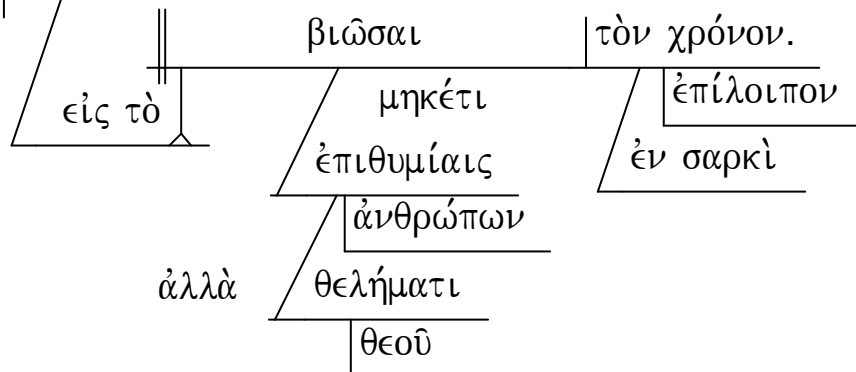 βιῶσαι τὸν χρόνον.
εἰς τὸ μηκέτι ἐπίλοιπον
ἐπιθυμίαις ἐν σαρκὶ
ἀνθρώπων
ἀλλὰ θελήματι
θεοῦ